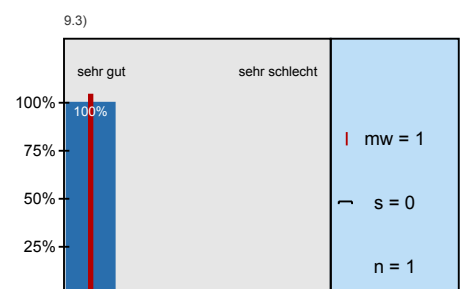 9.3)
sehr gut sehr schlecht
100%
100%
75%
mw = 1
50%
s = 0
25%
n = 1